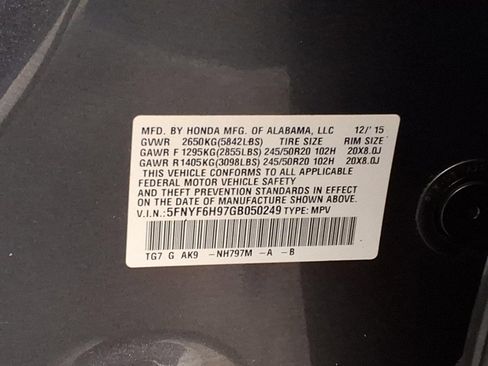 MFD. BY HONDA MFG. OF ALABAMA, LLC 12/'15
GVWR 2650KG(5842LBS) TIRE SIZE RIM SIZE
GAWR F 1295KG(2855LBS) 245/50R20 102H 20X8.0J
GAWR R 1405KG(3098LBS) 245/50R20 102H 20X8.0J
THIS VEHICLE CONFORMS TO ALL APPLICABLE
FEDERAL MOTOR VEHICLE SAFETY
AND THEFT PREVENTION STANDARDS IN EFFECT
ON THE DATE OF MANUFACTURE SHOWN ABOVE.
V.I.N.: 5FNYF6H97GB050249 TYPE: MPV
TG7 G AK9 -NH797M -A -B